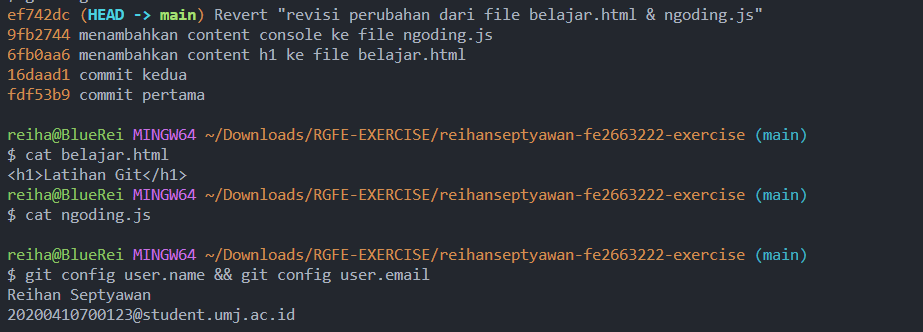 ef742dc (HEAD -> main) Revert "revisi perubahan dari file belajar.html & ngoding.js"
9fb2744 menambahkan content console ke file ngoding.js
6fb0aa6 menambahkan content h1 ke file belajar.html
16daad1 commit kedua
fdf53b9 commit pertama
reiha@BlueRei MINGW64 ~/Downloads/RGFE-EXERCISE/reihanseptyawan-fe2663222-exercise (main)
$ cat belajar.html
<h1>Latihan Git</h1>
reiha@BlueRei MINGW64 ~/Downloads/RGFE-EXERCISE/reihanseptyawan-fe2663222-exercise (main)
$ cat ngoding.js
reiha@BlueRei MINGW64 ~/Downloads/RGFE-EXERCISE/reihanseptyawan-fe2663222-exercise (main)
$ git config user.name && git config user.email
Reihan Septyawan
20200410700123@student.umj.ac.id